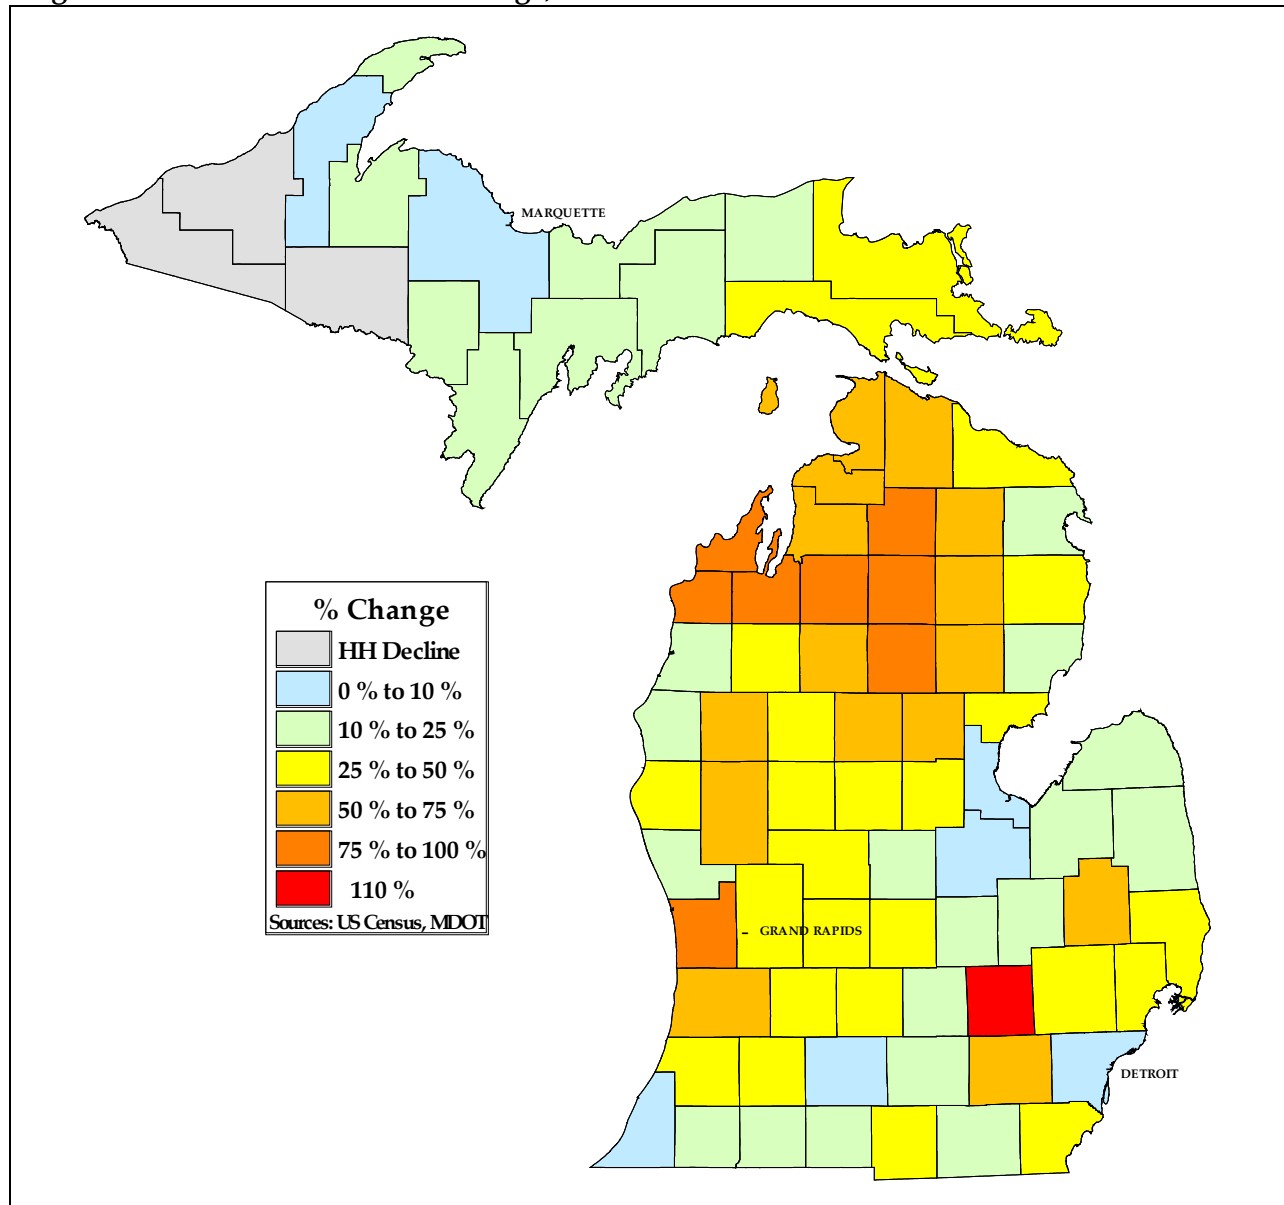 MARQUETTE
% Change
HH Decline
0 % to 10 %
10 % to 25 %
25 % to 50 %
50 % to 75 %
75 % to 100 %
110 %
Sources: US Census, MDOT
GRAND RAPIDS
DETROIT